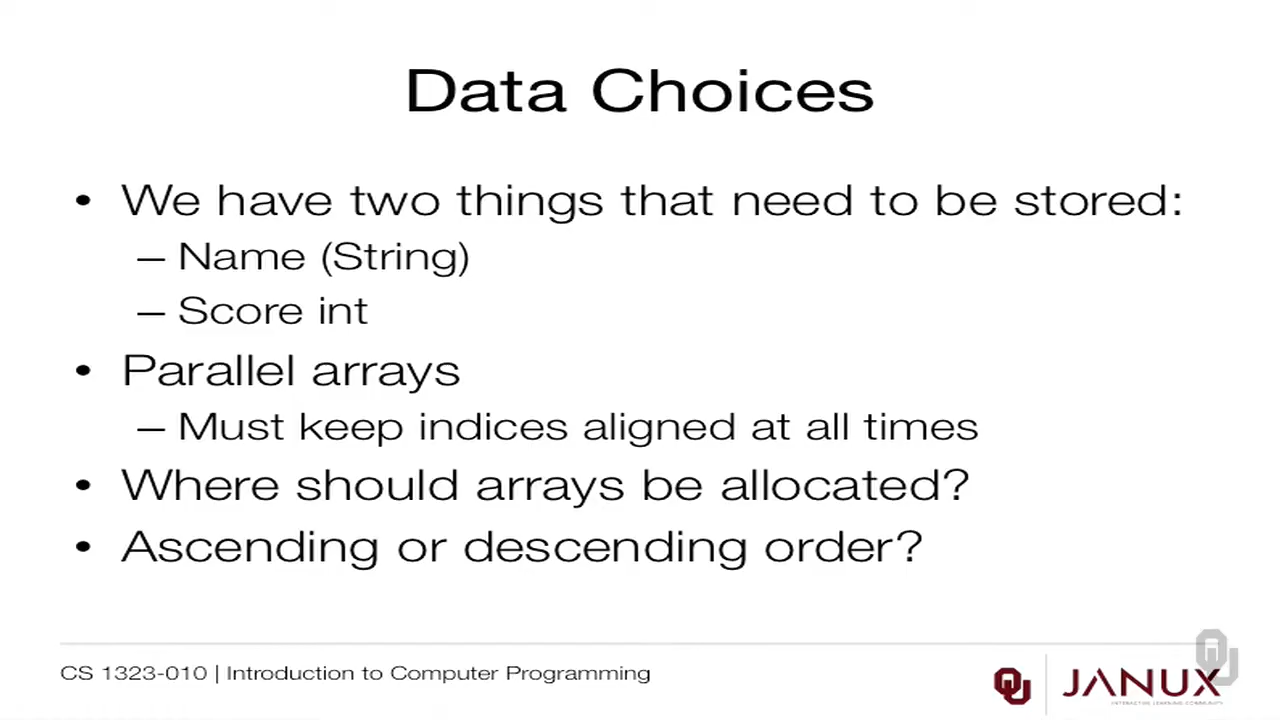 Data Choices
• We have two things that need to be stored:
– Name (String)
– Score int
• Parallel arrays
– Must keep indices aligned at all times
• Where should arrays be allocated?
• Ascending or descending order?
CS 1323-010 | Introduction to Computer Programming
JANUX
INTERACTIVE LEARNING COMMUNITY